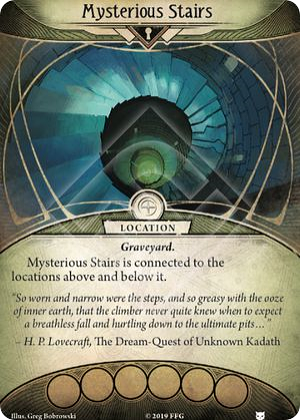 Mysterious Stairs
LOCATION
Graveyard.
Mysterious Stairs is connected to the
locations above and below it.
"So worn and narrow were the steps, and so greasy with the ooze
of inner earth, that the climber never quite knew when to expect
a breathless fall and hurtling down to the ultimate pits…"
– H. P. Lovecraft, The Dream-Quest of Unknown Kadath
Illus. Greg Bobrowski
© 2019 FFG